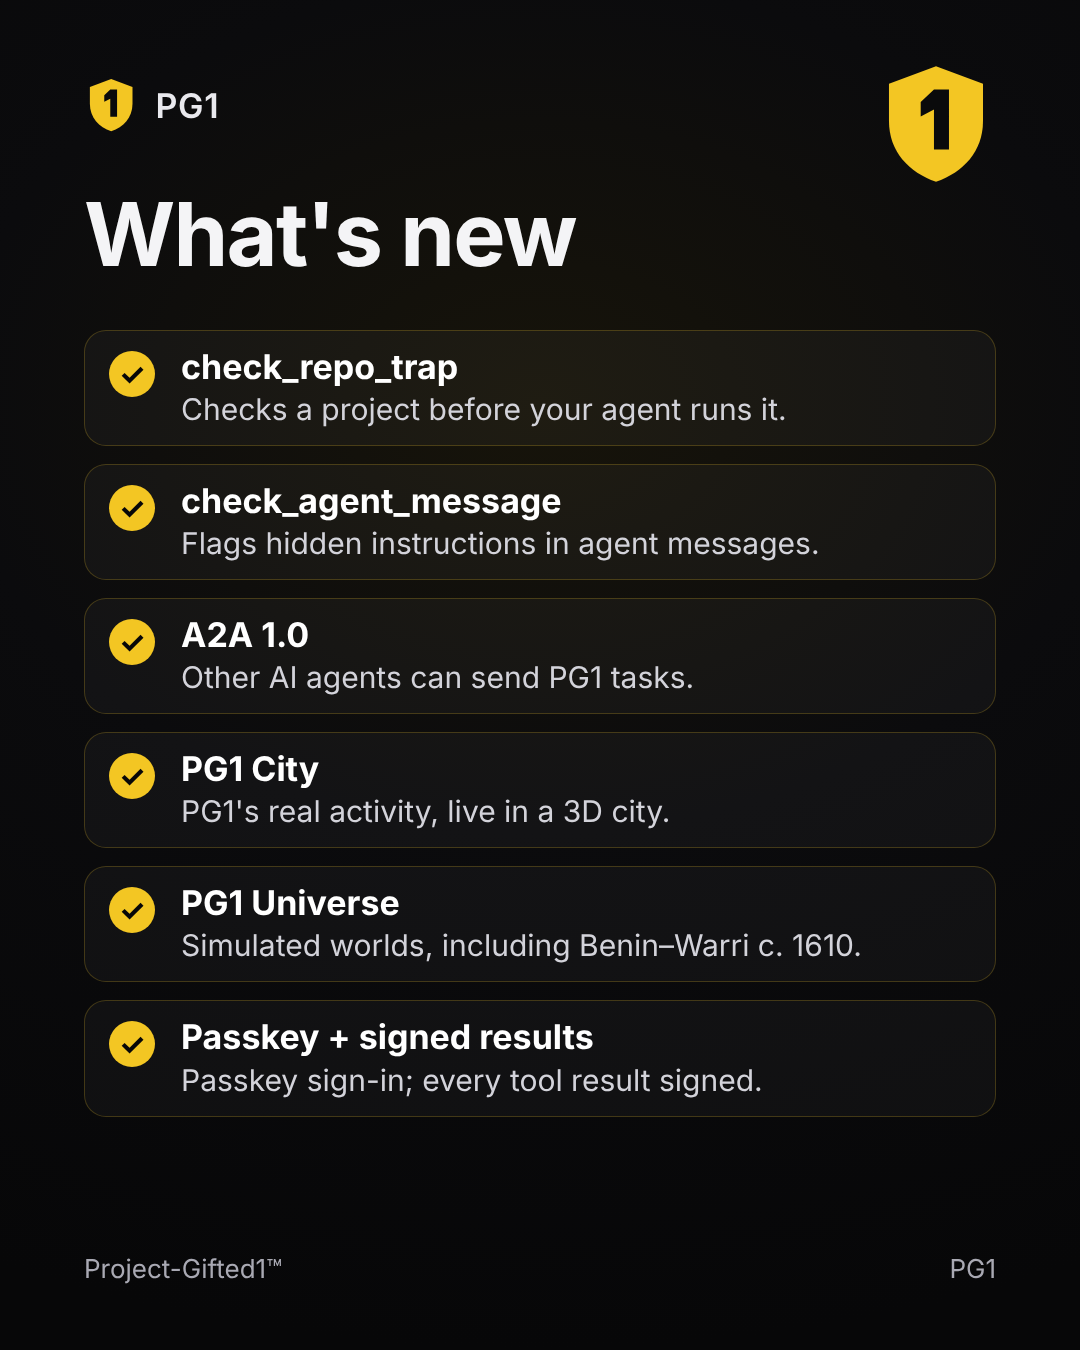 1 PG1
1
What's new
check_repo_trap
Checks a project before your agent runs it.
check_agent_message
Flags hidden instructions in agent messages.
A2A 1.0
Other AI agents can send PG1 tasks.
PG1 City
PG1's real activity, live in a 3D city.
PG1 Universe
Simulated worlds, including Benin–Warri c. 1610.
Passkey + signed results
Passkey sign-in; every tool result signed.
Project-Gifted1™
PG1